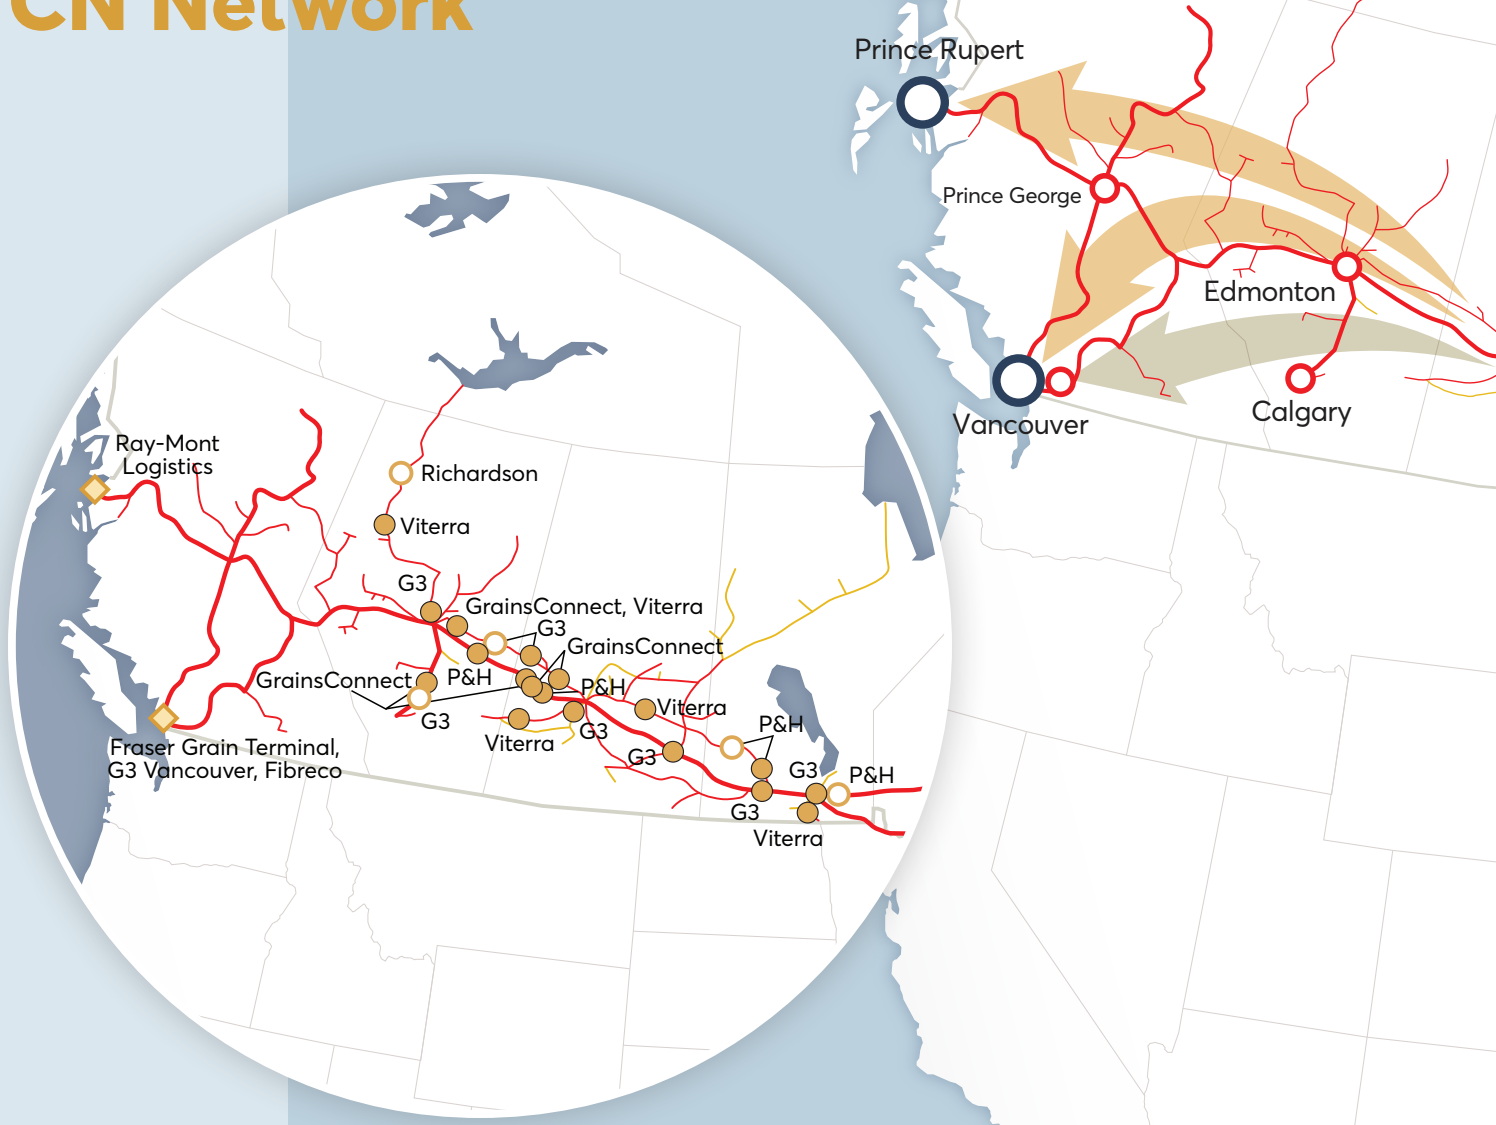 CN Network
Prince Rupert
Prince George
Edmonton
Calgary
Vancouver
Ray-Mont
Logistics
Richardson
Viterra
G3
GrainsConnect, Viterra
G3
GrainsConnect
GrainsConnect
P&H
P&H
G3
Viterra
G3
Viterra
P&H
G3
G3
P&H
G3
Viterra
Fraser Grain Terminal,
G3 Vancouver, Fibreco